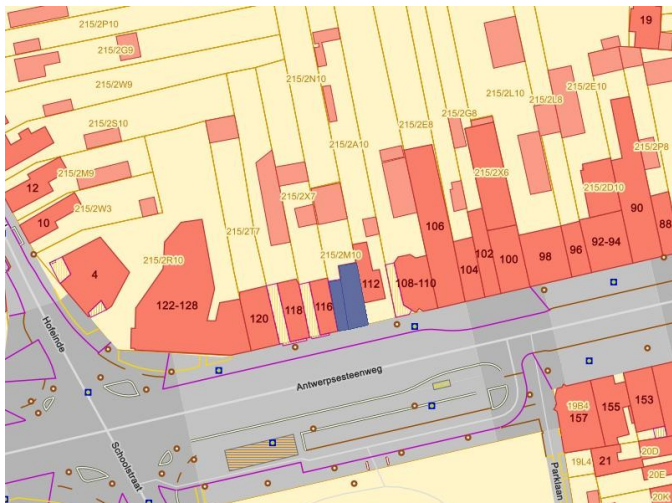 215/2P10
215/2G9
215/2W9
215/2S10
215/2M9
12
215/2W3
10
4
215/2R10
122-128
215/2T7
120
215/2X7
118
116
215/2M10
112
215/2N10
215/2A10
215/2E8
106
108-110
215/2G8
215/2X6
104
102
100
215/2L10
215/2L8
98
96
215/2E10
215/2D10
92-94
19
215/2P8
90
88
Hofeinde
Schoolstraat
Antwerpsesteenweg
Parklaan
19B4
157
155
153
19L4
21
20D
20E